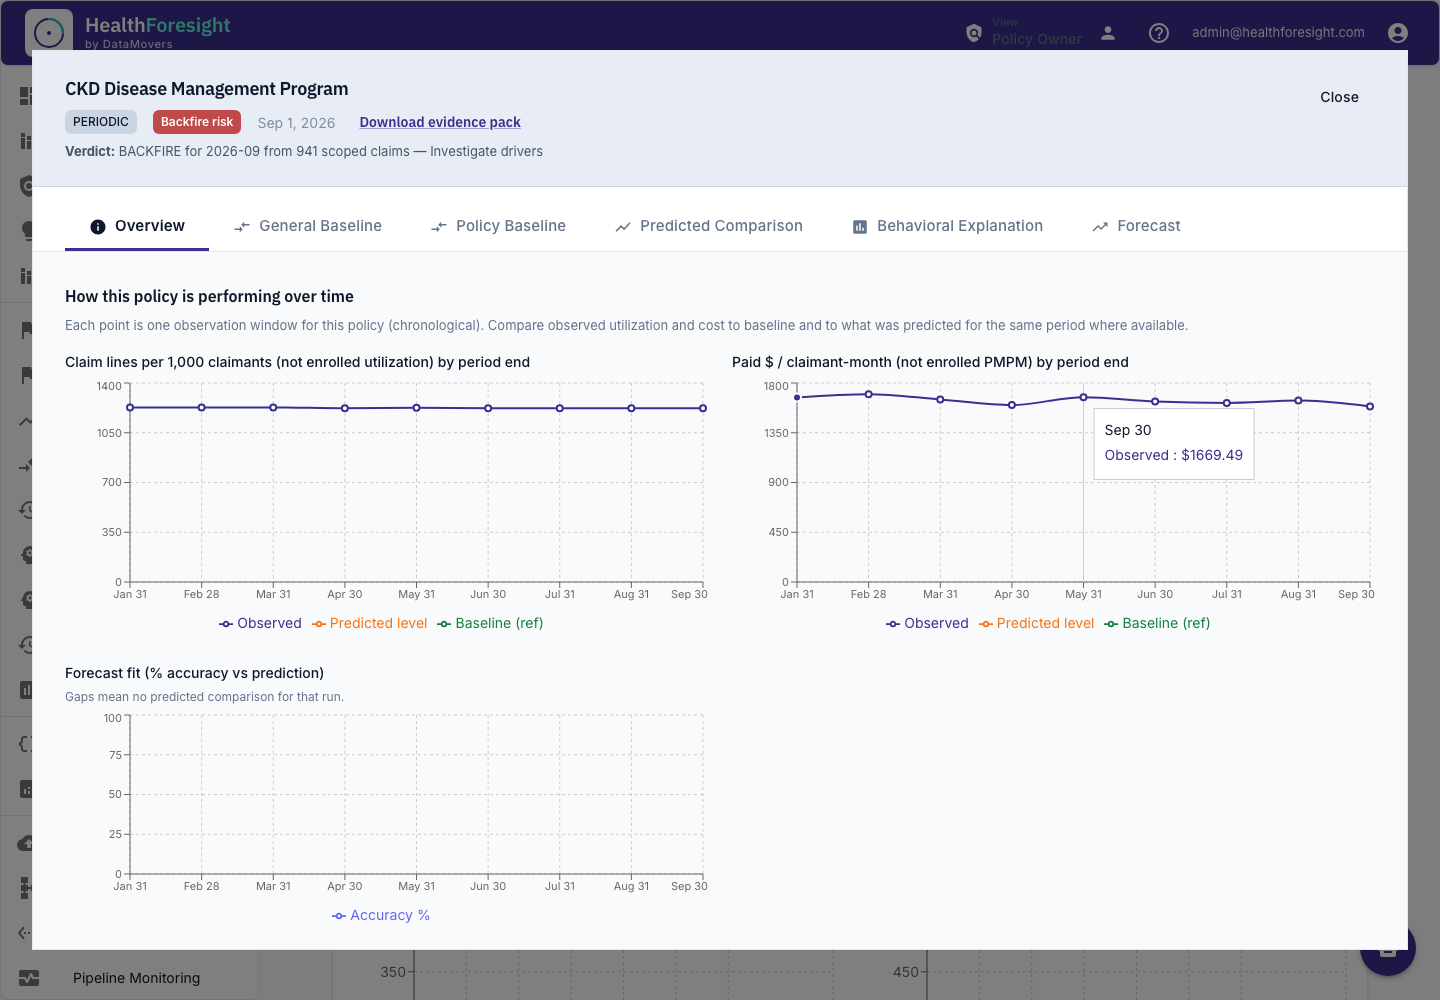 HealthForesight
by DataMovers
View
Policy Owner
admin@healthforesight.com
CKD Disease Management Program
Close
PERIODIC
Backfire risk
Sep 1, 2026
Download evidence pack
Verdict: BACKFIRE for 2026-09 from 941 scoped claims — Investigate drivers
Overview
General Baseline
Policy Baseline
Predicted Comparison
Behavioral Explanation
Forecast
How this policy is performing over time
Each point is one observation window for this policy (chronological). Compare observed utilization and cost to baseline and to what was predicted for the same period where available.
Claim lines per 1,000 claimants (not enrolled utilization) by period end
1400
1050
700
350
0
Jan 31
Feb 28
Mar 31
Apr 30
May 31
Jun 30
Jul 31
Aug 31
Sep 30
Observed
Predicted level
Baseline (ref)
Paid $ / claimant-month (not enrolled PMPM) by period end
1800
1350
900
450
0
Sep 30
Observed : $1669.49
Jan 31
Feb 28
Mar 31
Apr 30
May 31
Jun 30
Jul 31
Aug 31
Sep 30
Observed
Predicted level
Baseline (ref)
Forecast fit (% accuracy vs prediction)
Gaps mean no predicted comparison for that run.
100
75
50
25
0
Jan 31
Feb 28
Mar 31
Apr 30
May 31
Jun 30
Jul 31
Aug 31
Sep 30
Accuracy %
Pipeline Monitoring
350
450